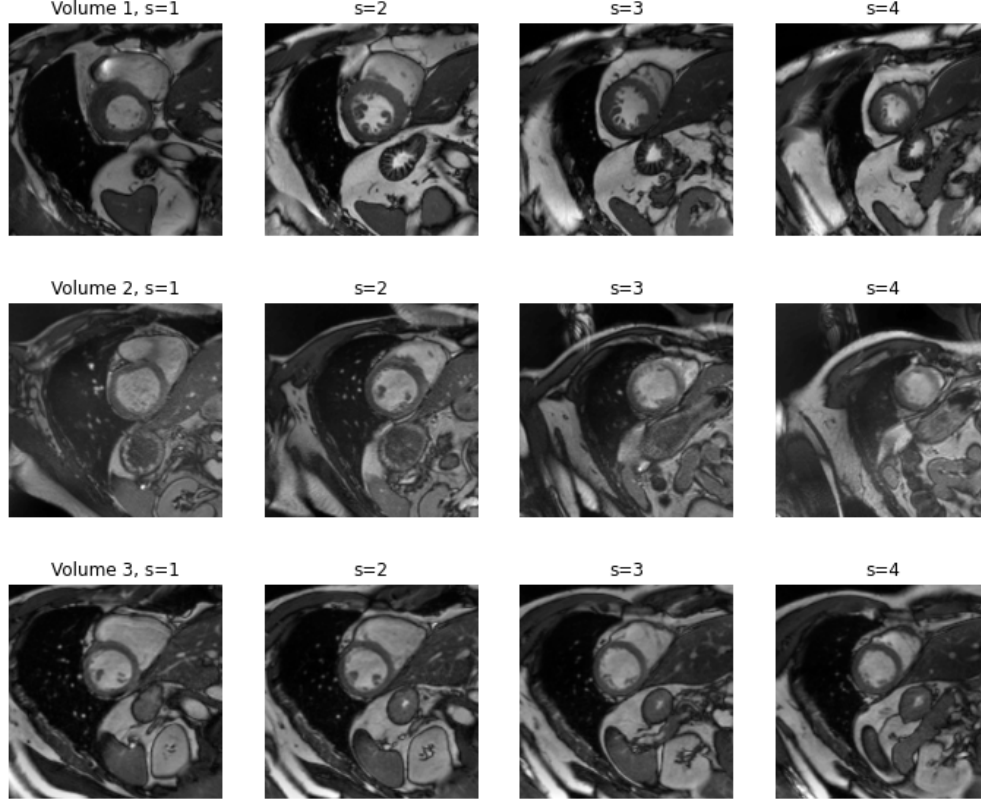 Volume 1, s=1 s=2 s=3 s=4
Volume 2, s=1 s=2 s=3 s=4
Volume 3, s=1 s=2 s=3 s=4